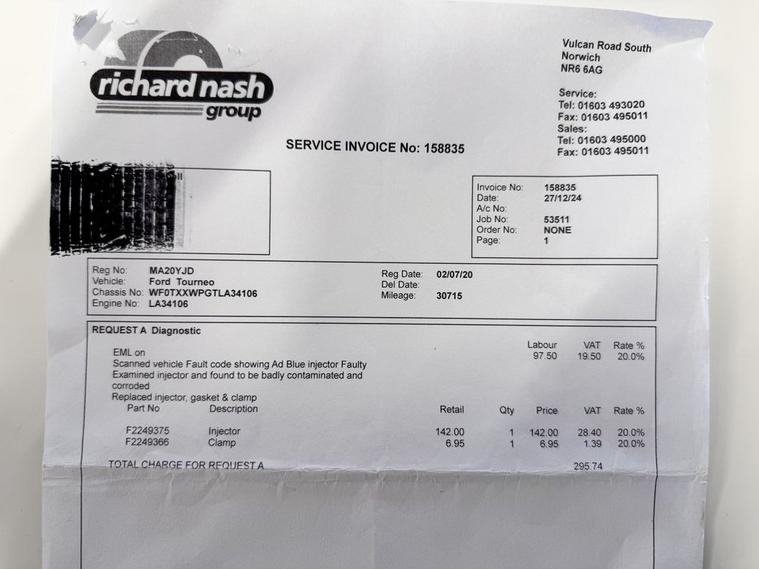 richard nash
group
Vulcan Road South
Norwich
NR6 6AG
Service:
Tel: 01603 493020
Fax: 01603 495011
Sales:
Tel: 01603 495000
Fax: 01603 495011
SERVICE INVOICE No: 158835
Invoice No: 158835
Date: 27/12/24
A/c No:
Job No: 53511
Order No: NONE
Page: 1
Reg No: MA20YJD
Vehicle: Ford Tourneo
Chassis No: WF0TXXWPGTLA34106
Engine No: LA34106
Reg Date: 02/07/20
Del Date:
Mileage: 30715
REQUEST A Diagnostic
Labour VAT Rate %
EML on 97.50 19.50 20.0%
Scanned vehicle Fault code showing Ad Blue injector Faulty
Examined injector and found to be badly contaminated and
corroded
Replaced injector, gasket & clamp
Part No Description Retail Qty Price VAT Rate %
F2249375 Injector 142.00 1 142.00 28.40 20.0%
F2249366 Clamp 6.95 1 6.95 1.39 20.0%
TOTAL CHARGE FOR REQUEST A 295.74